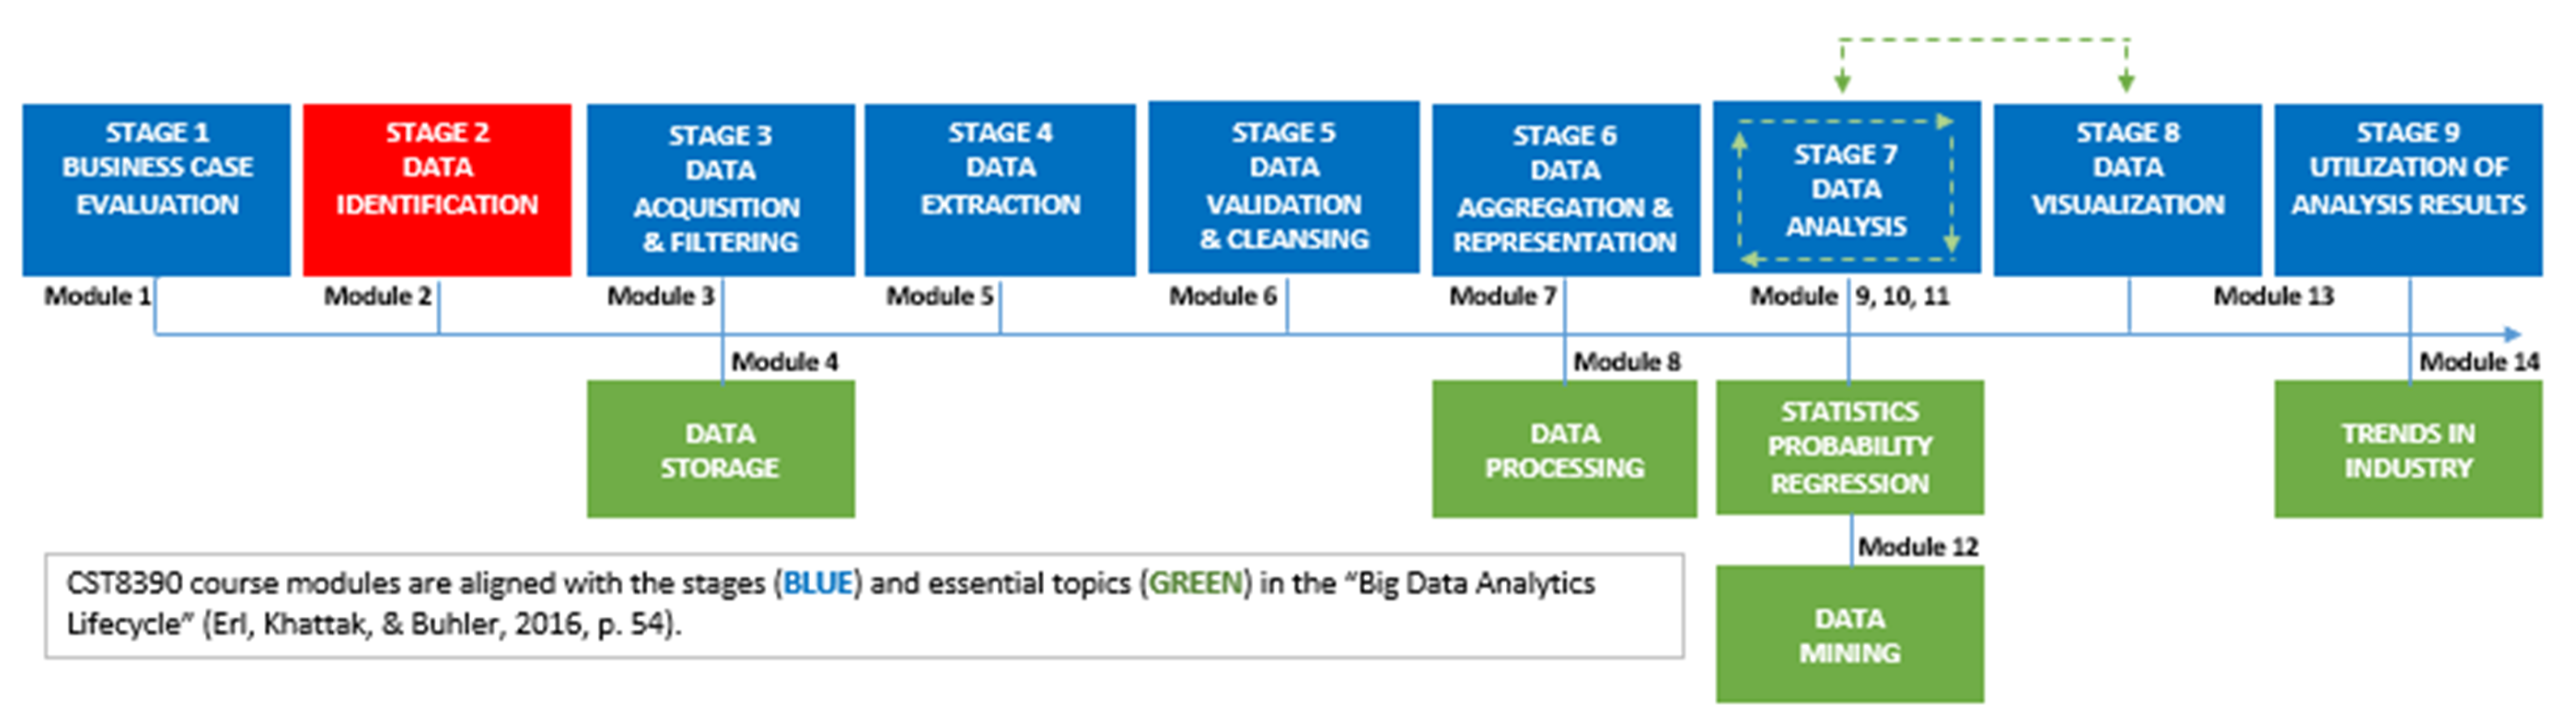 STAGE 1
BUSINESS CASE
EVALUATION
STAGE 2
DATA
IDENTIFICATION
STAGE 3
DATA
ACQUISITION
& FILTERING
STAGE 4
DATA
EXTRACTION
STAGE 5
DATA
VALIDATION
& CLEANSING
STAGE 6
DATA
AGGREGATION &
REPRESENTATION
STAGE 7
DATA
ANALYSIS
STAGE 8
DATA
VISUALIZATION
STAGE 9
UTILIZATION OF
ANALYSIS RESULTS
Module 1
Module 2
Module 3
Module 5
Module 6
Module 7
Module 9, 10, 11
Module 13
Module 4
Module 8
Module 14
DATA
STORAGE
DATA
PROCESSING
STATISTICS
PROBABILITY
REGRESSION
TRENDS IN
INDUSTRY
Module 12
DATA
MINING
CST8390 course modules are aligned with the stages (BLUE) and essential topics (GREEN) in the “Big Data Analytics
Lifecycle” (Erl, Khattak, & Buhler, 2016, p. 54).